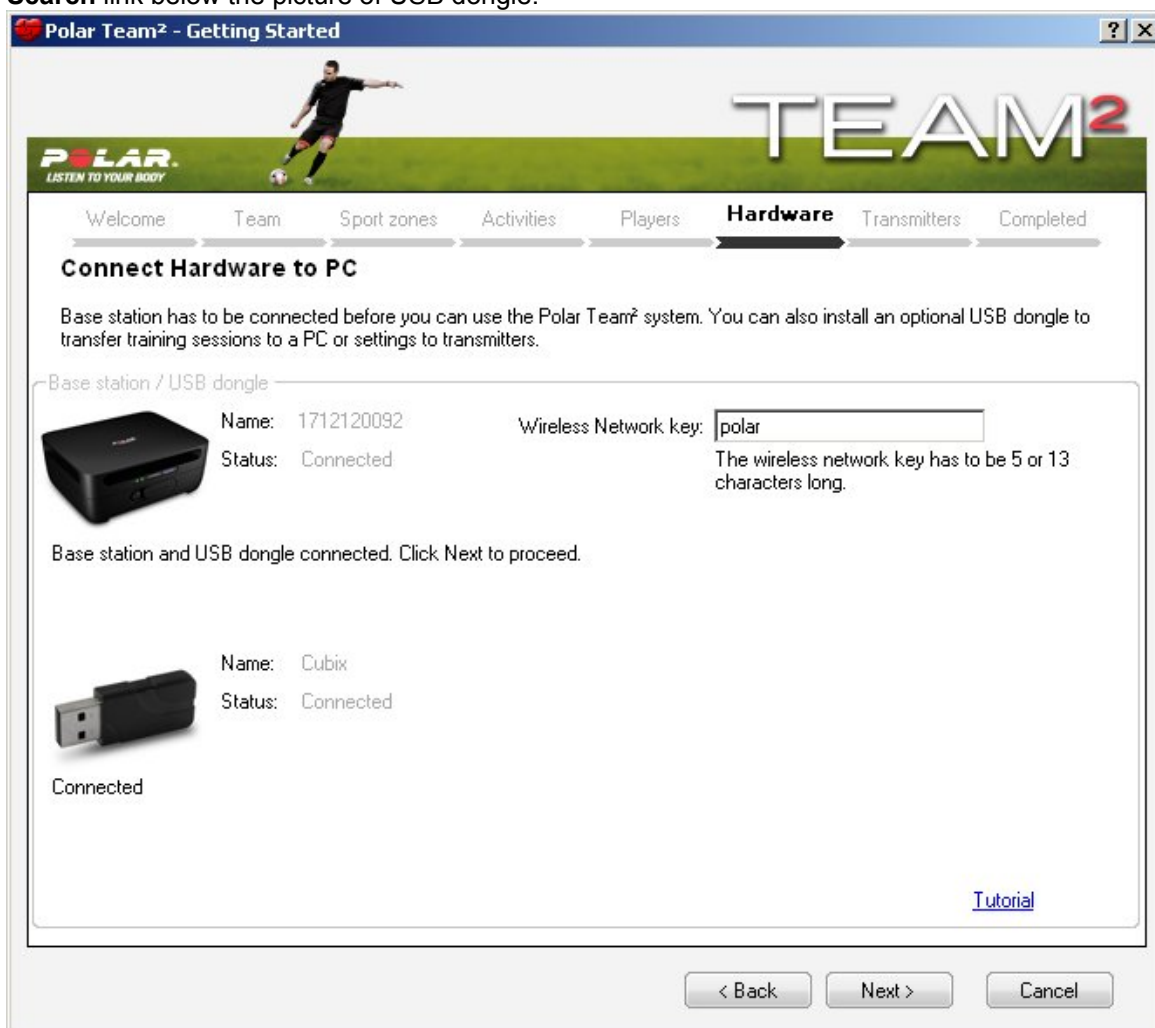 Search link below the picture of USB dongle.
Polar Team² - Getting Started
TEAM²
POLAR.
LISTEN TO YOUR BODY
Welcome Team Sport zones Activities Players Hardware Transmitters Completed
Connect Hardware to PC
Base station has to be connected before you can use the Polar Team² system. You can also install an optional USB dongle to
transfer training sessions to a PC or settings to transmitters.
Base station / USB dongle
Name: 1712120092 Wireless Network key: polar
Status: Connected The wireless network key has to be 5 or 13
characters long.
Base station and USB dongle connected. Click Next to proceed.
Name: Cubix
Status: Connected
Connected
Tutorial
< Back Next > Cancel